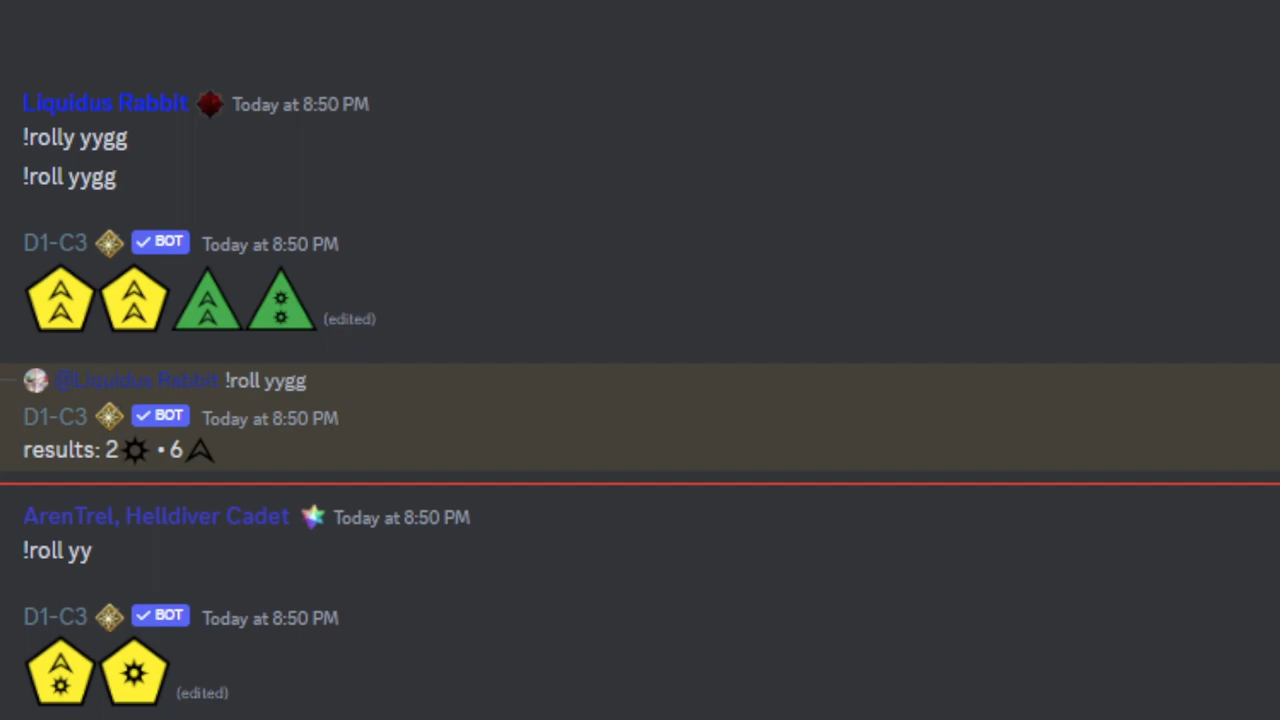 Liquidus Rabbit Today at 8:50 PM
!rolly yygg
!roll yygg
D1-C3 BOT Today at 8:50 PM
(edited)
@Liquidus Rabbit !roll yygg
D1-C3 BOT Today at 8:50 PM
results: 2 • 6
ArenTrel, Helldiver Cadet Today at 8:50 PM
!roll yy
D1-C3 BOT Today at 8:50 PM
(edited)